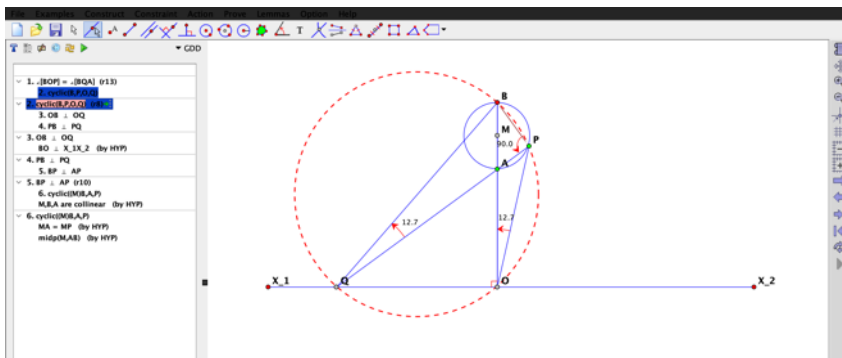 File Examples Construct Constraint Action Prove Lemmas Option Help
A T
GDD
1. ∠[BOP] = ∠[BQA] (r13)
2. cyclic(B,P,O,Q)
2. cyclic(B,P,O,Q)
3. OB ⊥ OQ
4. PB ⊥ PQ
3. OB ⊥ OQ
BO ⊥ X_1X_2 (by HYP)
4. PB ⊥ PQ
5. BP ⊥ AP
5. BP ⊥ AP (r10)
6. cyclic((M)B,A,P)
M,B,A are collinear (by HYP)
6. cyclic((M)B,A,P)
MA = MP (by HYP)
midp(M,AB) (by HYP)
B
M
P
90.0
A
12.7
12.7
X_1
Q
O
X_2